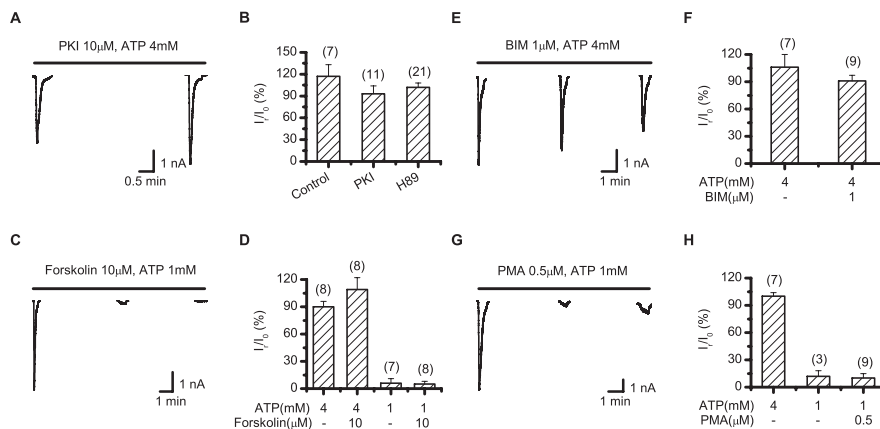 A
PKI 10μM, ATP 4mM
1 nA
0.5 min
B
150
120
90
60
30
0
Ir/I0 (%)
(7)
(11)
(21)
Control
PKI
H89
E
BIM 1μM, ATP 4mM
1 nA
1 min
F
120
90
60
30
0
Ir/I0 (%)
(7)
(9)
ATP(mM) 4 4
BIM(μM) - 1
C
Forskolin 10μM, ATP 1mM
1 nA
1 min
D
120
90
60
30
0
Ir/I0 (%)
(8)
(8)
(7)
(8)
ATP(mM) 4 4 1 1
Forskolin(μM) - 10 - 10
G
PMA 0.5μM, ATP 1mM
1 nA
1 min
H
120
90
60
30
0
Ir/I0 (%)
(7)
(3)
(9)
ATP(mM) 4 1 1
PMA(μM) - - 0.5